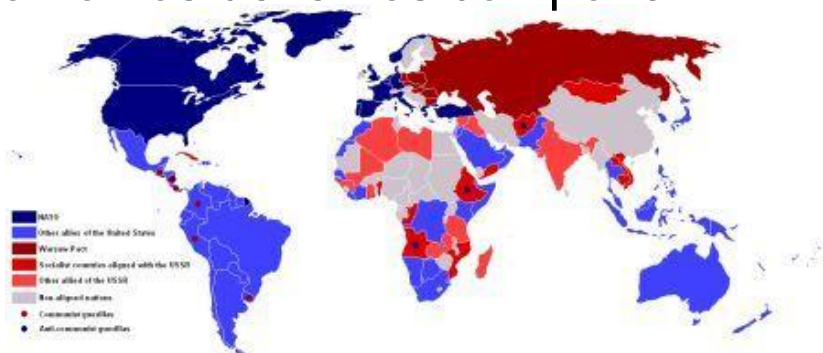 NATO
Other allies of the United States
Warsaw Pact
Socialist countries aligned with the USSR
Other allied of the USSR
Non-aligned nations
Communist guerillas
Anti-communist guerillas